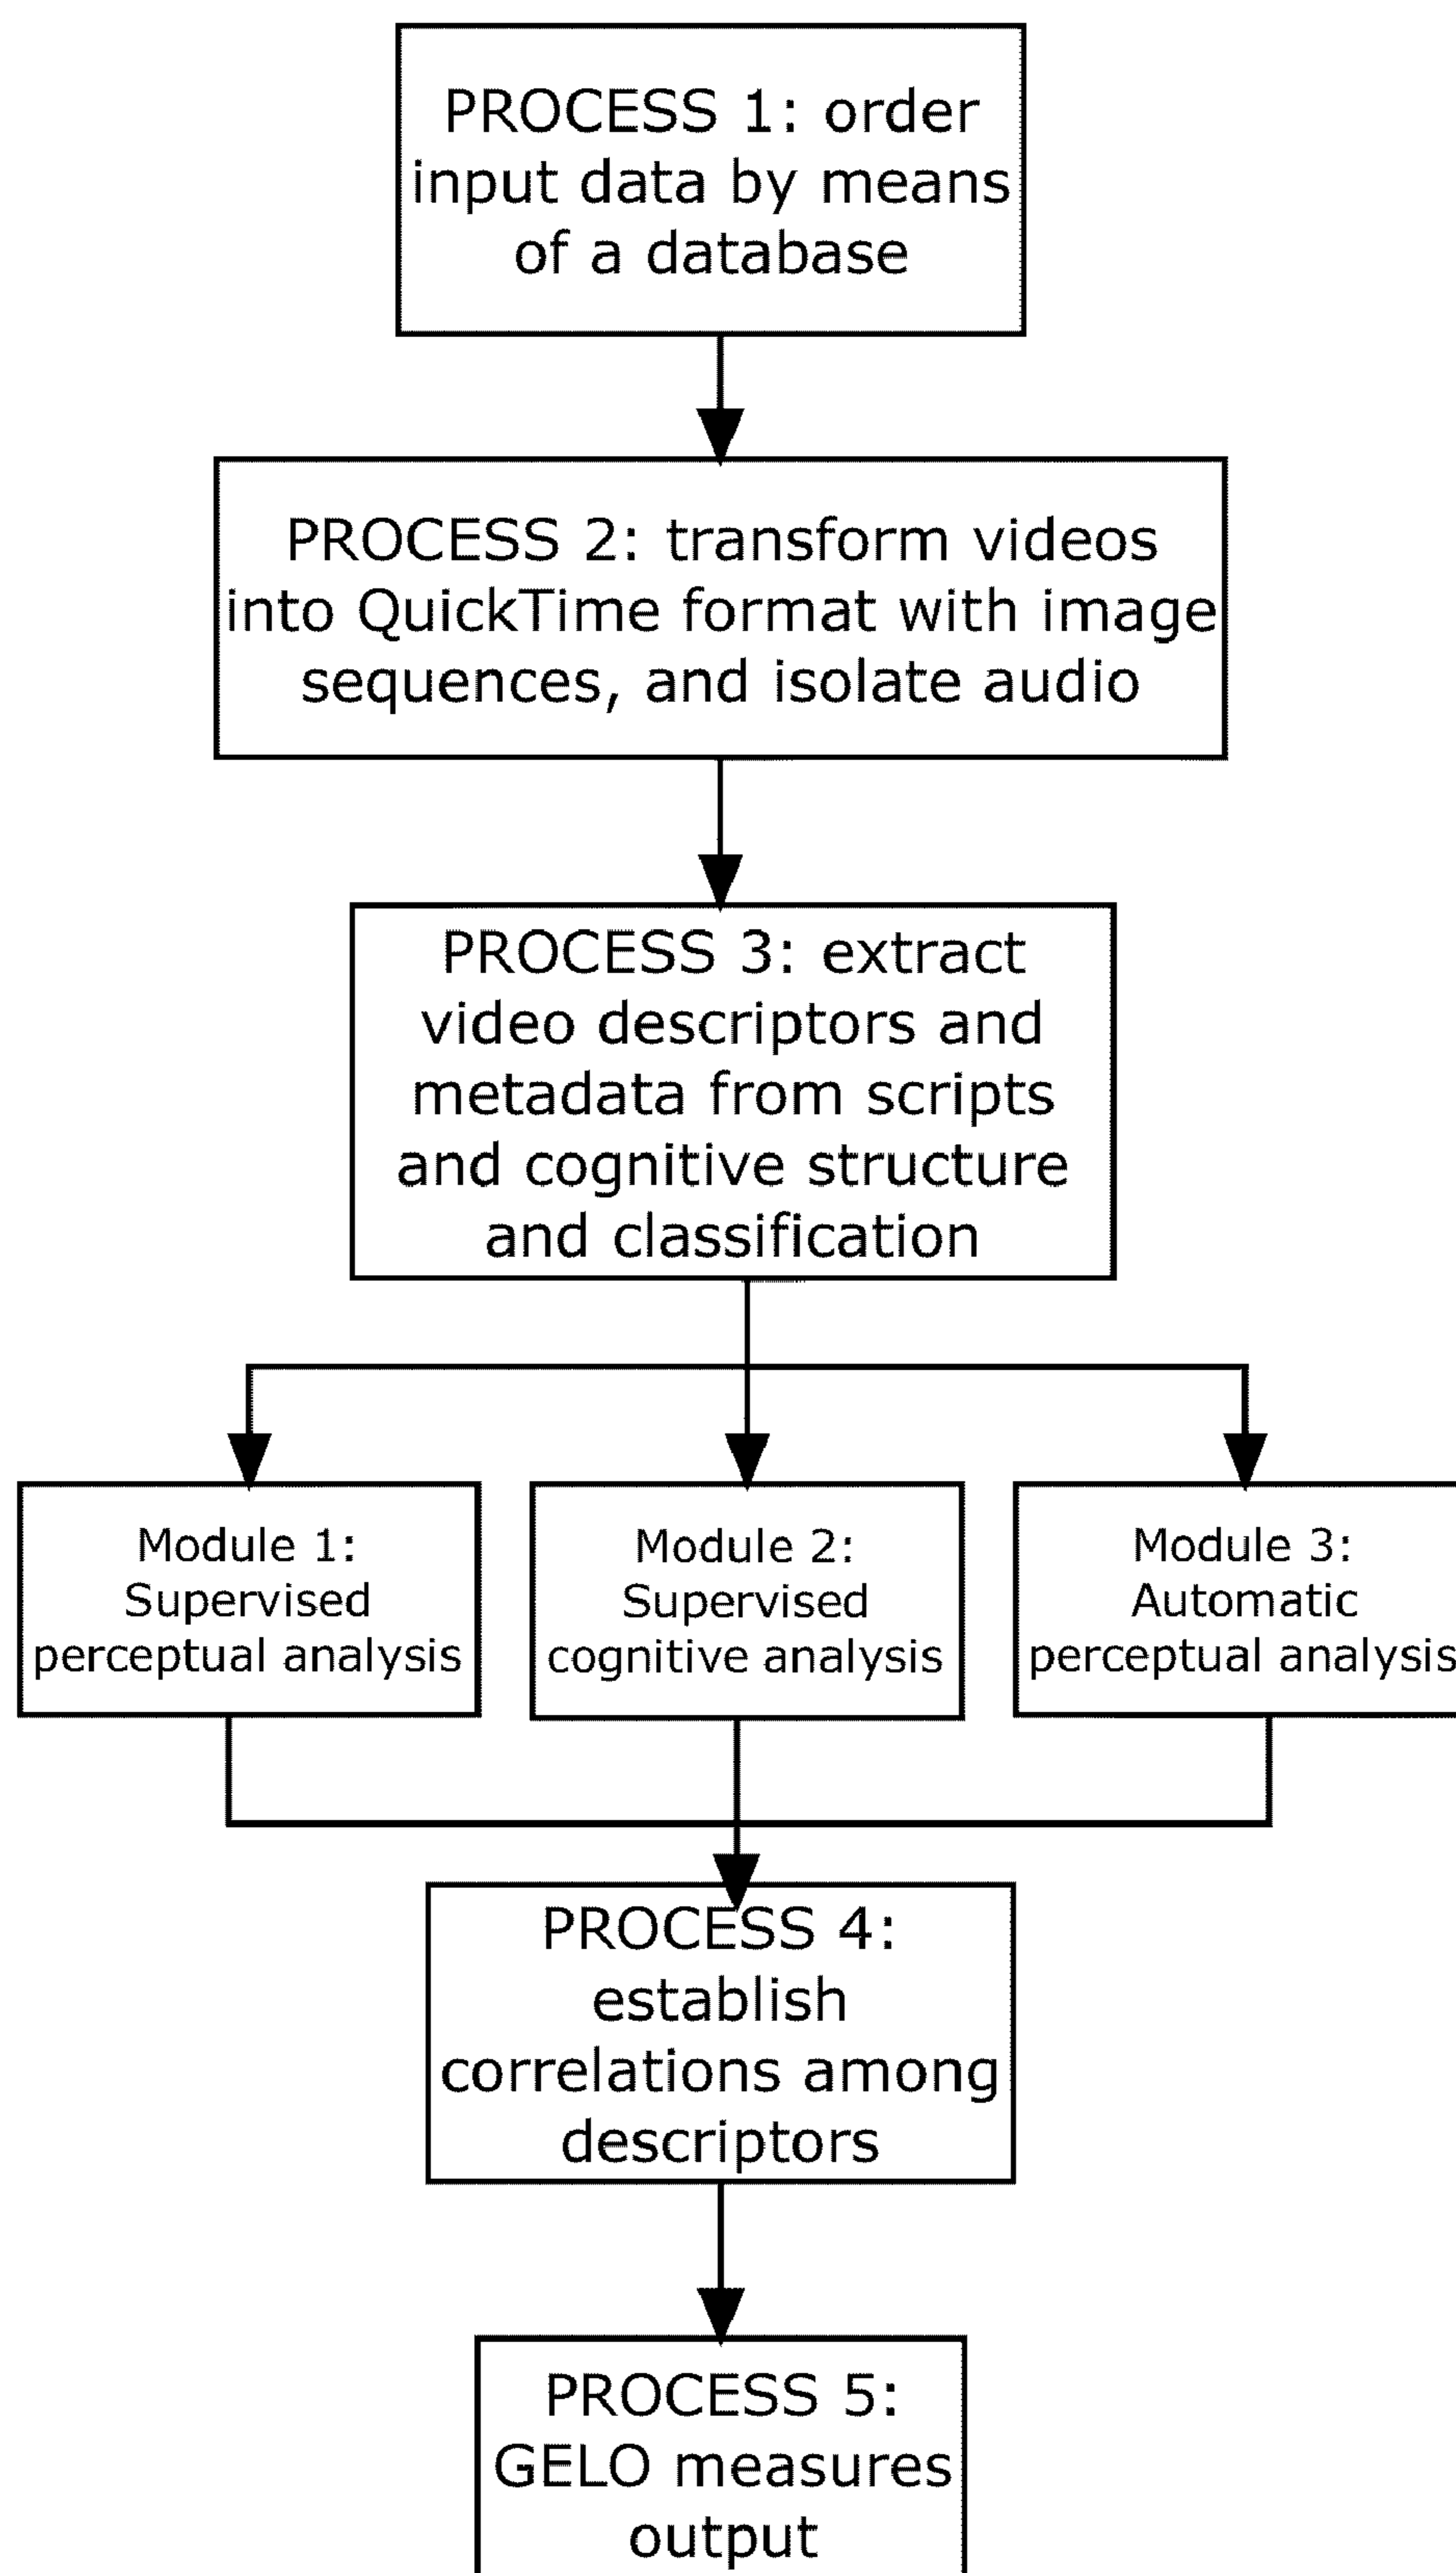 PROCESS 1: order
input data by means
of a database
PROCESS 2: transform videos
into QuickTime format with image
sequences, and isolate audio
PROCESS 3: extract
video descriptors and
metadata from scripts
and cognitive structure
and classification
Module 1:
Supervised
perceptual analysis
Module 2:
Supervised
cognitive analysis
Module 3:
Automatic
perceptual analysis
PROCESS 4:
establish
correlations among
descriptors
PROCESS 5:
GELO measures
output